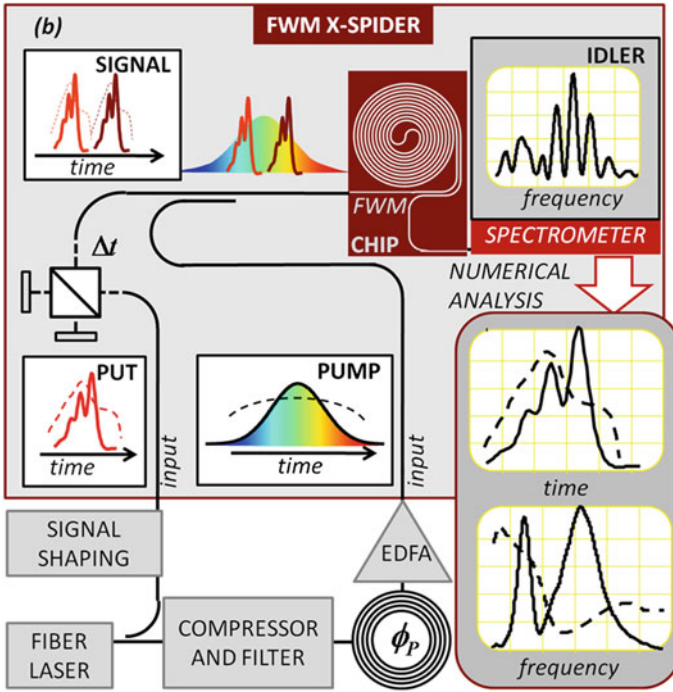 (b)
FWM X-SPIDER
SIGNAL
time
IDLER
frequency
FWM
CHIP
SPECTROMETER
Δt
NUMERICAL
ANALYSIS
PUT
time
input
PUMP
time
input
time
frequency
SIGNAL
SHAPING
EDFA
FIBER
LASER
COMPRESSOR
AND FILTER
ϕP